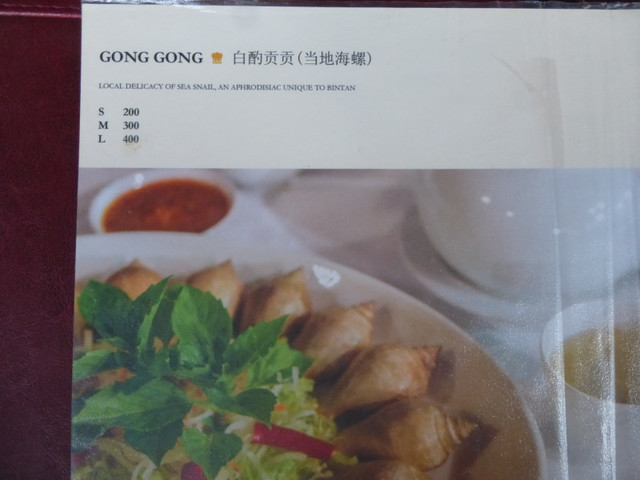 GONG GONG 白酌贡贡(当地海螺)
LOCAL DELICACY OF SEA SNAIL, AN APHRODISIAC UNIQUE TO BINTAN
S 200
M 300
L 400